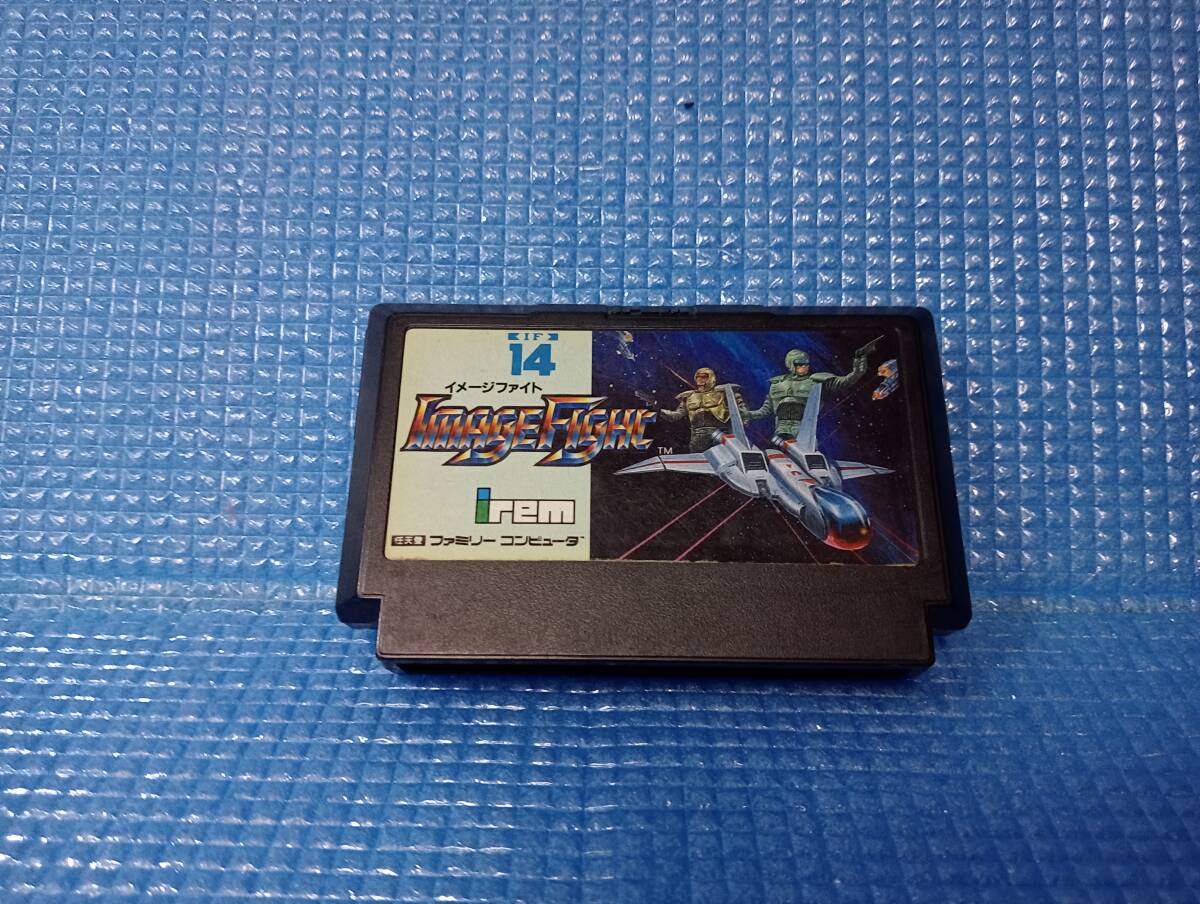 IF
14
イメージファイト
IMAGE FIGHT TM
irem
任天堂 ファミリー コンピュータ TM